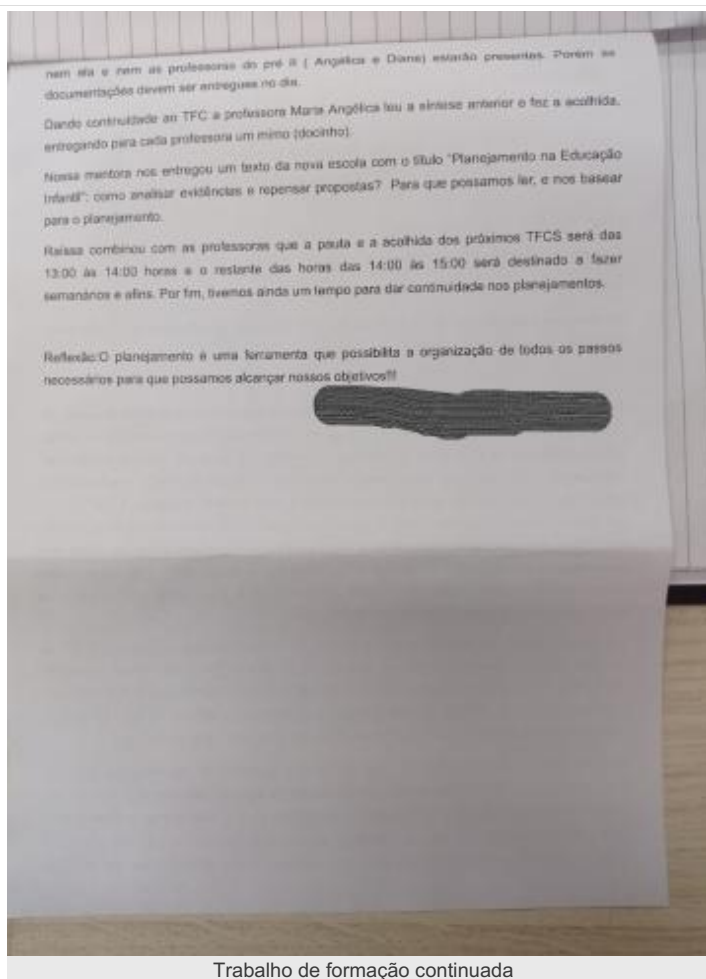 nem ela e nem as professoras do pré II ( Angélica e Diane) estarão presentes. Porém as
documentações devem ser entregues no dia.
Dando continuidade ao TFC a professora Maria Angélica leu a síntese anterior e fez a acolhida,
entregando para cada professora um mimo (docinho).
Nossa mentora nos entregou um texto da nova escola com o título "Planejamento na Educação
Infantil": como analisar evidências e repensar propostas? Para que possamos ler, e nos basear
para o planejamento.
Raissa combinou com as professoras que a pauta e a acolhida dos próximos TFCS será das
13:00 às 14:00 horas e o restante das horas das 14:00 às 15:00 será destinado a fazer
semanários e afins. Por fim, tivemos ainda um tempo para dar continuidade nos planejamentos.
Reflexão:O planejamento é uma ferramenta que possibilita a organização de todos os passos
necessários para que possamos alcançar nossos objetivos!!!
Trabalho de formação continuada